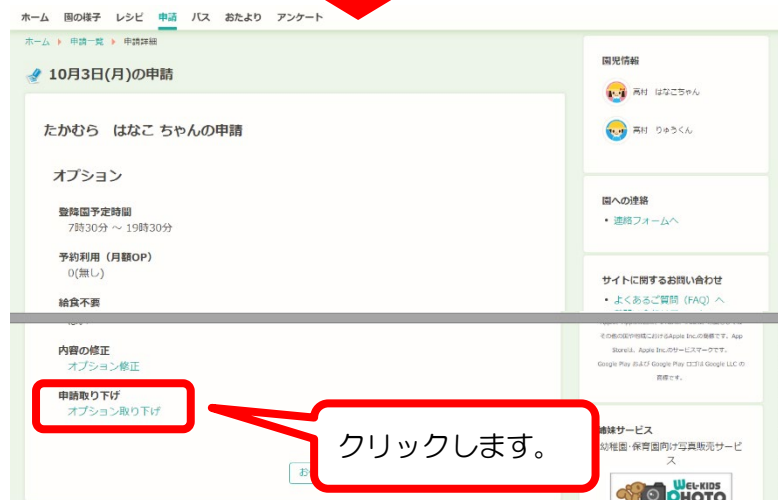 ホーム 園の様子 レシピ 申請 バス おたより アンケート
ホーム 申請一覧 申請詳細
10月3日(月)の申請
たかむら はなこ ちゃんの申請
オプション
登降園予定時間
7時30分 ～ 19時30分
予約利用（月額OP）
0(無し)
給食不要
内容の修正
オプション修正
申請取り下げ
オプション取り下げ
クリックします。
園児情報
高村 はなこちゃん
高村 りゅうくん
園への連絡
・ 連絡フォームへ
サイトに関するお問い合わせ
・ よくあるご質問（FAQ）へ
その他の国や地域におけるApple Inc.の商標です。App
Storeは、Apple Inc.のサービスマークです。
Google Play および Google Play ロゴは Google LLC の
商標です。
姉妹サービス
幼稚園・保育園向け写真販売サービ
ス
WEL-KIDS
PHOTO